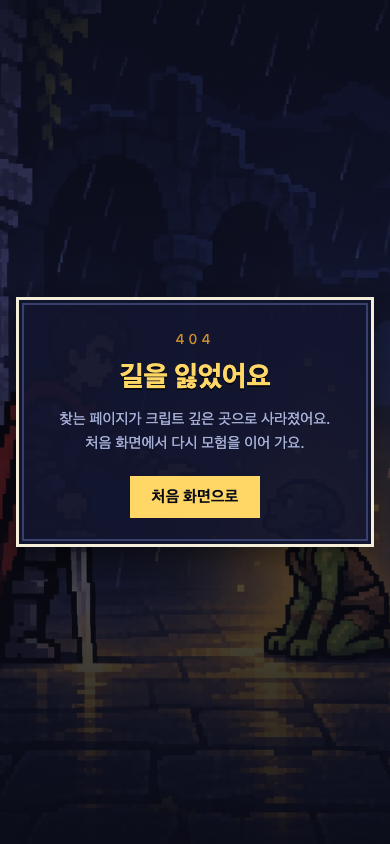 404
길을 잃었어요
찾는 페이지가 크립트 깊은 곳으로 사라졌어요.
처음 화면에서 다시 모험을 이어 가요.
처음 화면으로